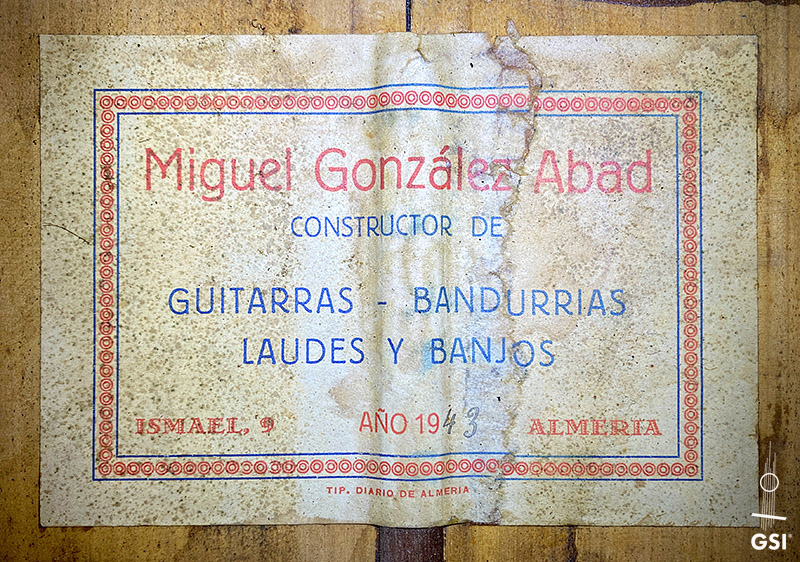 Miguel González Abad
CONSTRUCTOR DE
GUITARRAS - BANDURRIAS
LAUDES Y BANJOS
ISMAEL, 9 AÑO 1943 ALMERIA
TIP. DIARIO DE ALMERIA
GSI